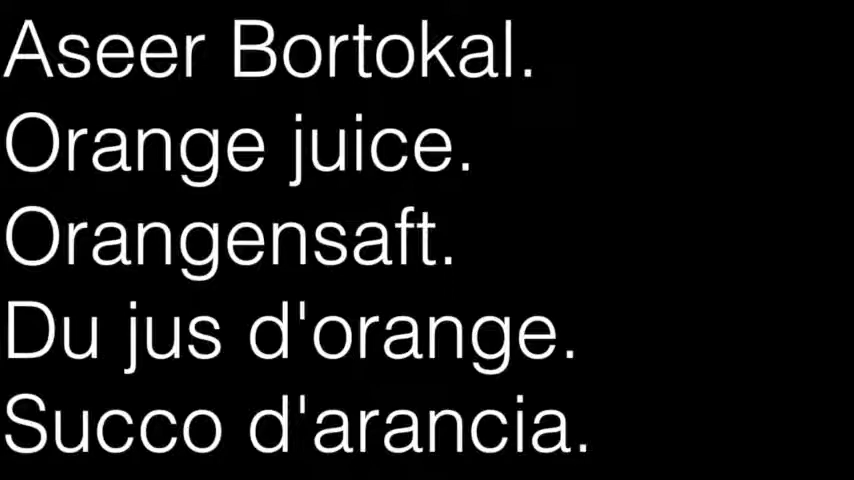 Aseer Bortokal.
Orange juice.
Orangensaft.
Du jus d'orange.
Succo d'arancia.